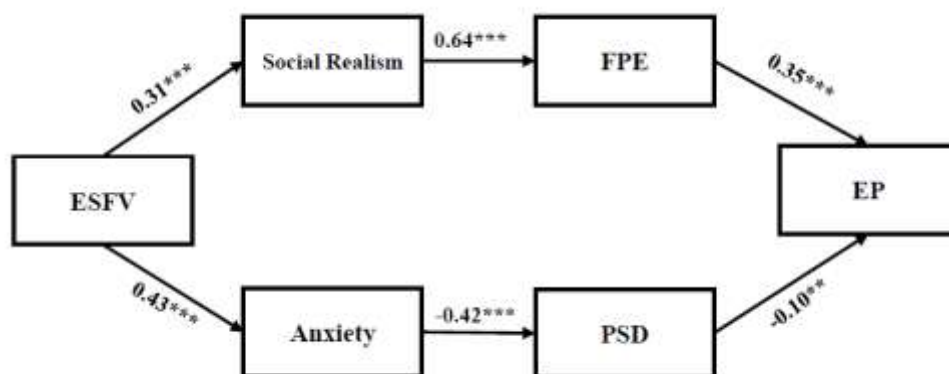 Social Realism
0.64***
FPE
0.31***
0.35***
ESFV
EP
0.43***
-0.10**
Anxiety
-0.42***
PSD